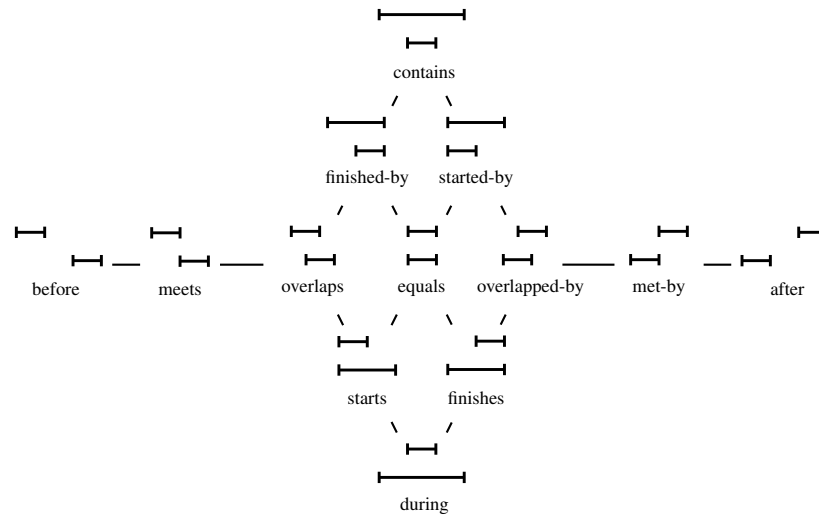 contains
finished-by started-by
before meets overlaps equals overlapped-by met-by after
starts finishes
during